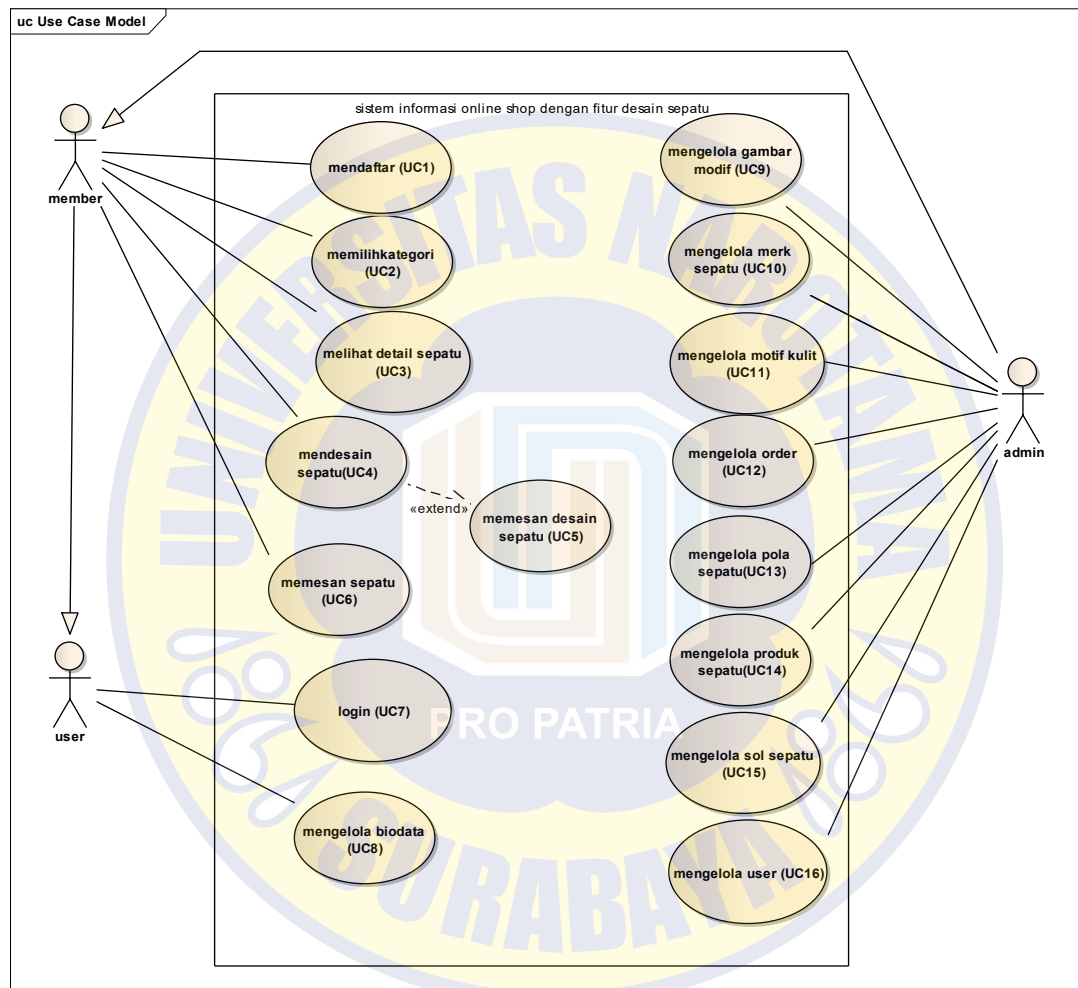 uc Use Case Model
sistem informasi online shop dengan fitur desain sepatu
member
mendaftar (UC1)
memilihkategori
(UC2)
melihat detail sepatu
(UC3)
mendesain
sepatu(UC4)
«extend»
memesan desain
sepatu (UC5)
memesan sepatu
(UC6)
user
login (UC7)
mengelola biodata
(UC8)
mengelola gambar
modif (UC9)
mengelola merk
sepatu (UC10)
mengelola motif kulit
(UC11)
mengelola order
(UC12)
mengelola pola
sepatu(UC13)
mengelola produk
sepatu(UC14)
mengelola sol sepatu
(UC15)
mengelola user (UC16)
admin
UNIVERSITAS NAROTAMA
PRO PATRIA
SURABAYA